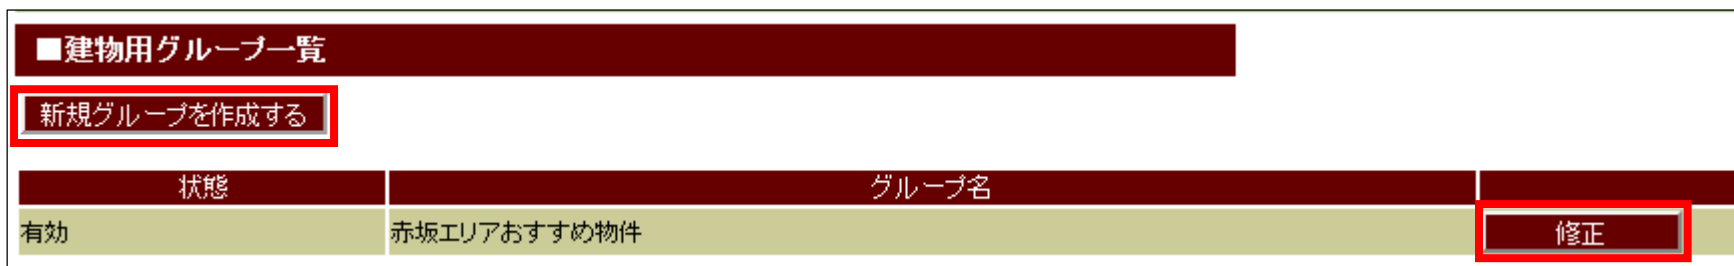 ■建物用グループ一覧
新規グループを作成する
状態 グループ名
有効 赤坂エリアおすすめ物件 修正